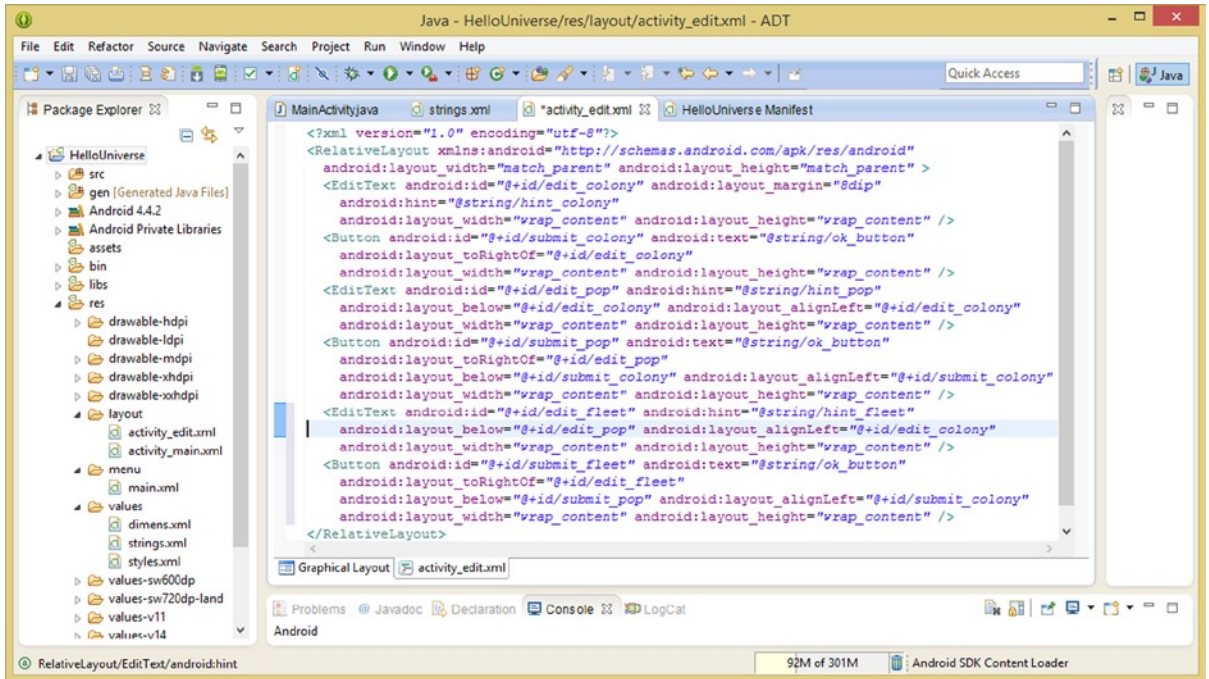 Java - HelloUniverse/res/layout/activity_edit.xml - ADT
File Edit Refactor Source Navigate Search Project Run Window Help
Quick Access
Java
Package Explorer
HelloUniverse
src
gen [Generated Java Files]
Android 4.4.2
Android Private Libraries
assets
bin
libs
res
drawable-hdpi
drawable-ldpi
drawable-mdpi
drawable-xhdpi
drawable-xxhdpi
layout
activity_edit.xml
activity_main.xml
menu
main.xml
values
dimens.xml
strings.xml
styles.xml
values-sw600dp
values-sw720dp-land
values-v11
values-v14
MainActivity.java strings.xml *activity_edit.xml HelloUniverse Manifest
<?xml version="1.0" encoding="utf-8"?>
<RelativeLayout xmlns:android="http://schemas.android.com/apk/res/android"
android:layout_width="match_parent" android:layout_height="match_parent" >
<EditText android:id="@+id/edit_colony" android:layout_margin="8dip"
android:hint="@string/hint_colony"
android:layout_width="wrap_content" android:layout_height="wrap_content" />
<Button android:id="@+id/submit_colony" android:text="@string/ok_button"
android:layout_toRightOf="@+id/edit_colony"
android:layout_width="wrap_content" android:layout_height="wrap_content" />
<EditText android:id="@+id/edit_pop" android:hint="@string/hint_pop"
android:layout_below="@+id/edit_colony" android:layout_alignLeft="@+id/edit_colony"
android:layout_width="wrap_content" android:layout_height="wrap_content" />
<Button android:id="@+id/submit_pop" android:text="@string/ok_button"
android:layout_toRightOf="@+id/edit_pop"
android:layout_below="@+id/submit_colony" android:layout_alignLeft="@+id/submit_colony"
android:layout_width="wrap_content" android:layout_height="wrap_content" />
<EditText android:id="@+id/edit_fleet" android:hint="@string/hint_fleet"
android:layout_below="@+id/edit_pop" android:layout_alignLeft="@+id/edit_colony"
android:layout_width="wrap_content" android:layout_height="wrap_content" />
<Button android:id="@+id/submit_fleet" android:text="@string/ok_button"
android:layout_toRightOf="@+id/edit_fleet"
android:layout_below="@+id/submit_pop" android:layout_alignLeft="@+id/submit_colony"
android:layout_width="wrap_content" android:layout_height="wrap_content" />
</RelativeLayout>
Graphical Layout activity_edit.xml
Problems Javadoc Declaration Console LogCat
Android
RelativeLayout/EditText/android:hint
92M of 301M
Android SDK Content Loader